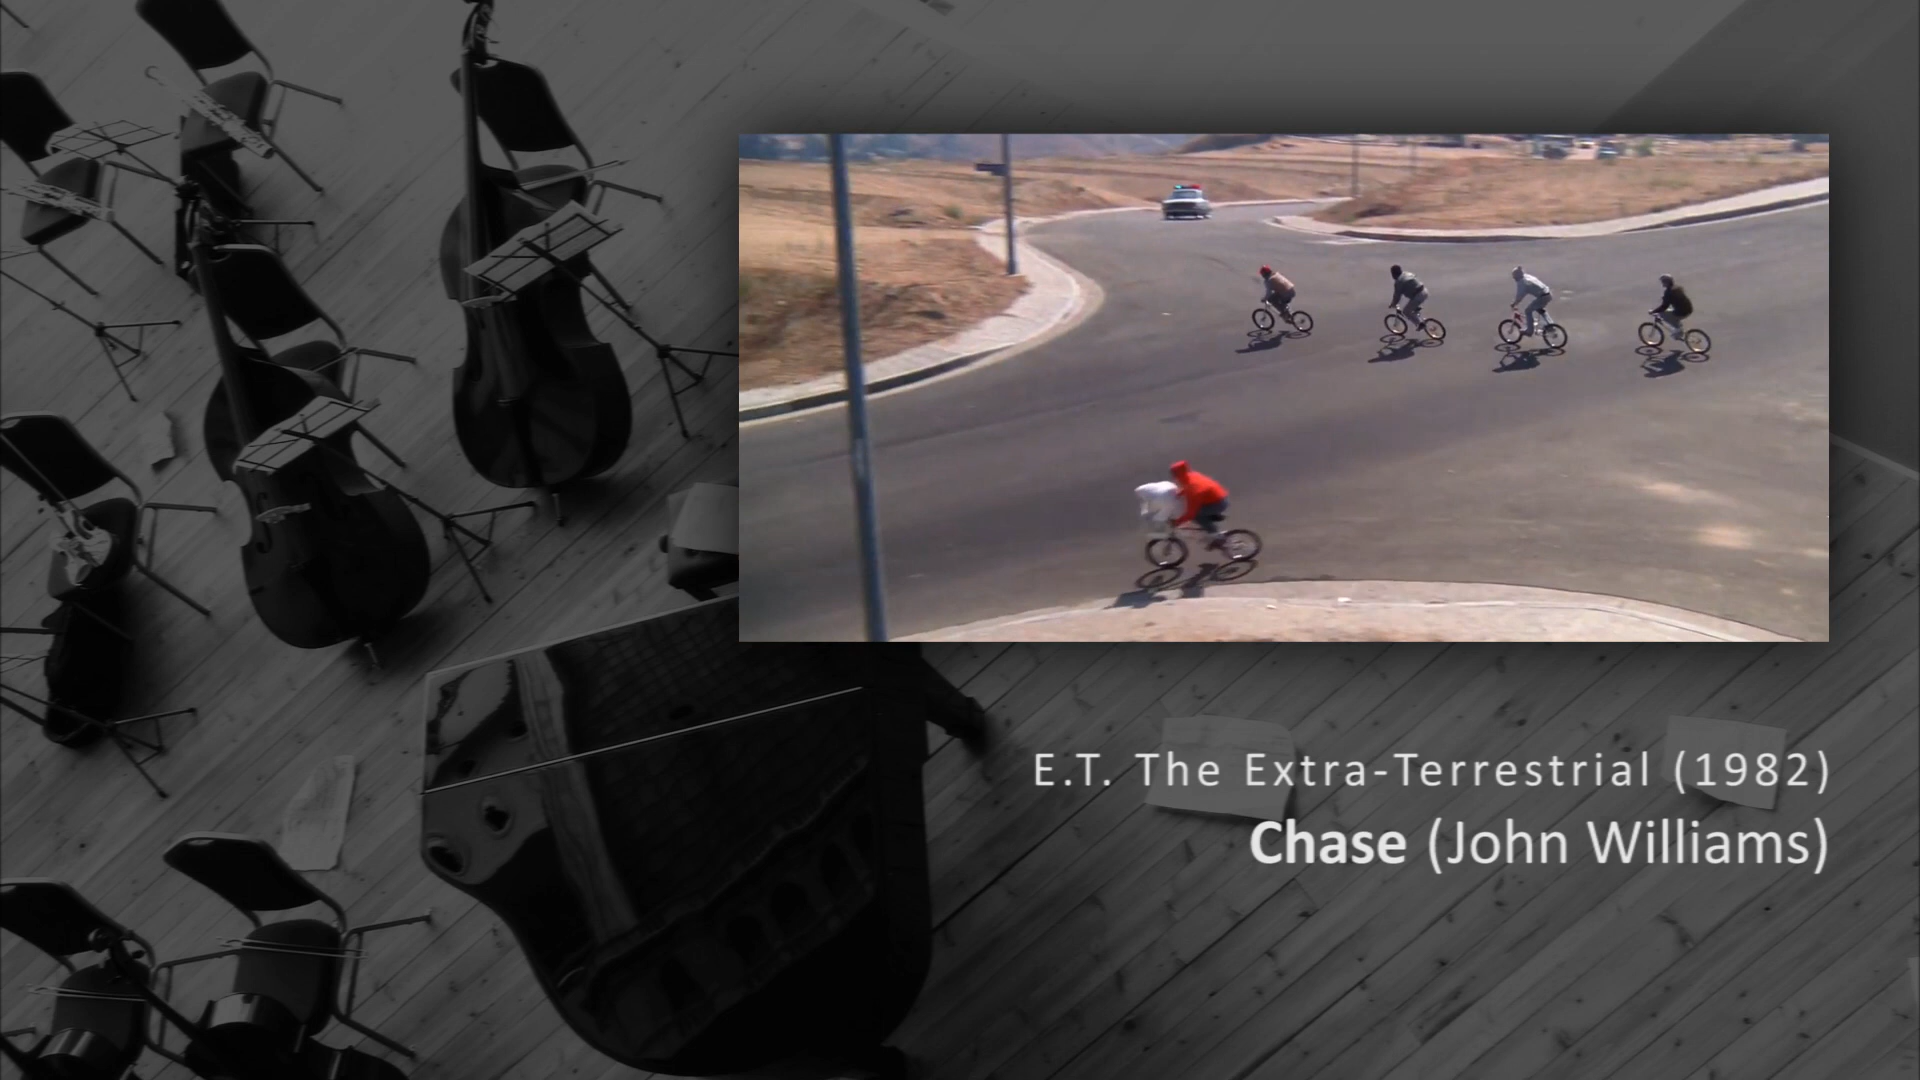 E.T. The Extra-Terrestrial (1982)
Chase (John Williams)